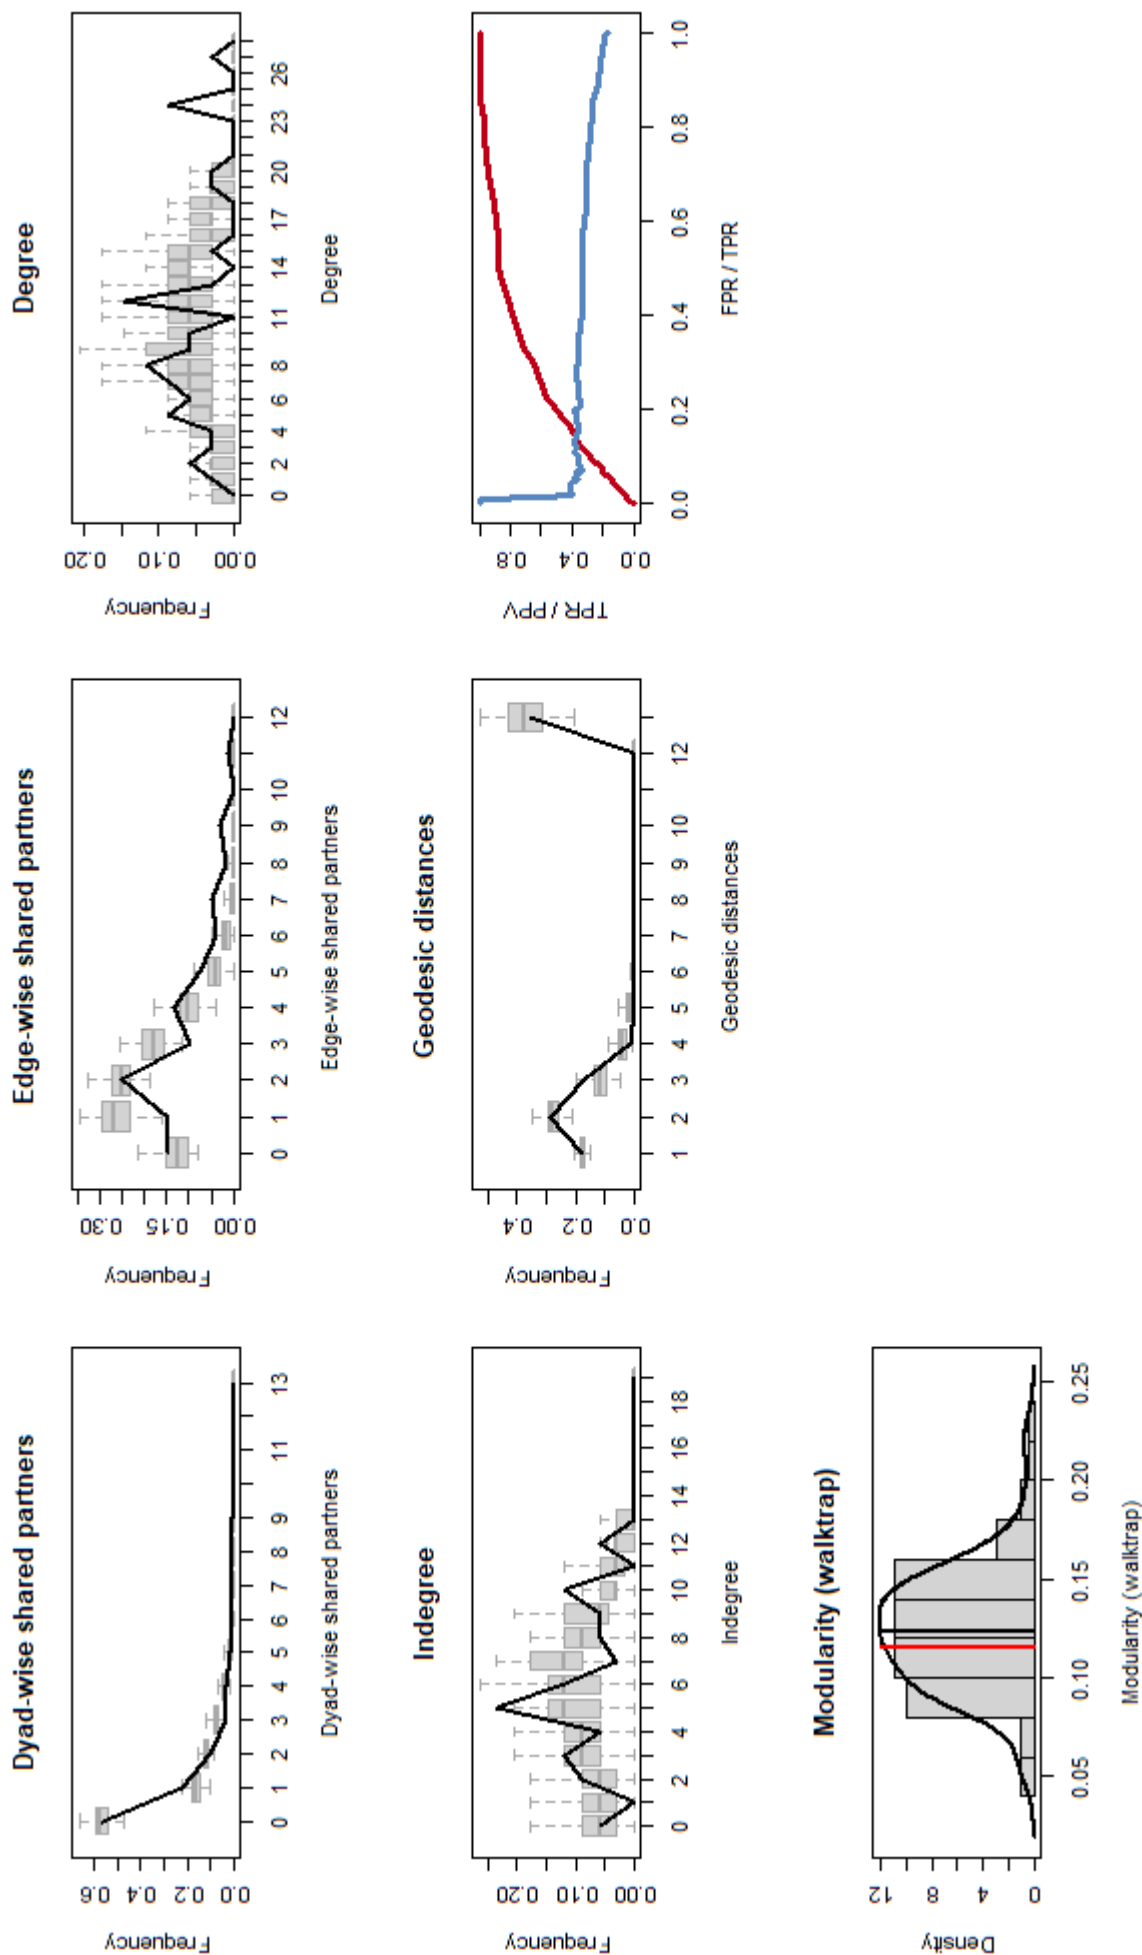 Dyad-wise shared partners
Frequency
0.6
0.4
0.2
0.0
0 1 2 3 4 5 6 7 8 9 11 13
Dyad-wise shared partners
Edge-wise shared partners
Frequency
0.30
0.15
0.00
0 1 2 3 4 5 6 7 8 9 10 12
Edge-wise shared partners
Degree
Frequency
0.20
0.10
0.00
0 2 4 6 8 11 14 17 20 23 26
Degree
Indegree
Frequency
0.20
0.10
0.00
0 2 4 6 8 10 12 14 16 18
Indegree
Geodesic distances
Frequency
0.4
0.2
0.0
1 2 3 4 5 6 7 8 9 10 12
Geodesic distances
TPR / PPV
0.8
0.4
0.0
0.0 0.2 0.4 0.6 0.8 1.0
FPR / TPR
Modularity (walktrap)
Density
12
8
4
0
0.05 0.10 0.15 0.20 0.25
Modularity (walktrap)